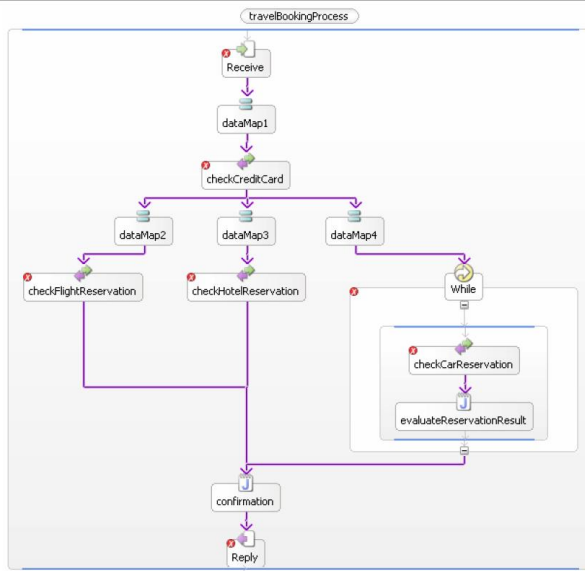 travelBookingProcess
Receive
dataMap1
checkCreditCard
dataMap2
dataMap3
dataMap4
checkFlightReservation
checkHotelReservation
While
checkCarReservation
evaluateReservationResult
confirmation
Reply